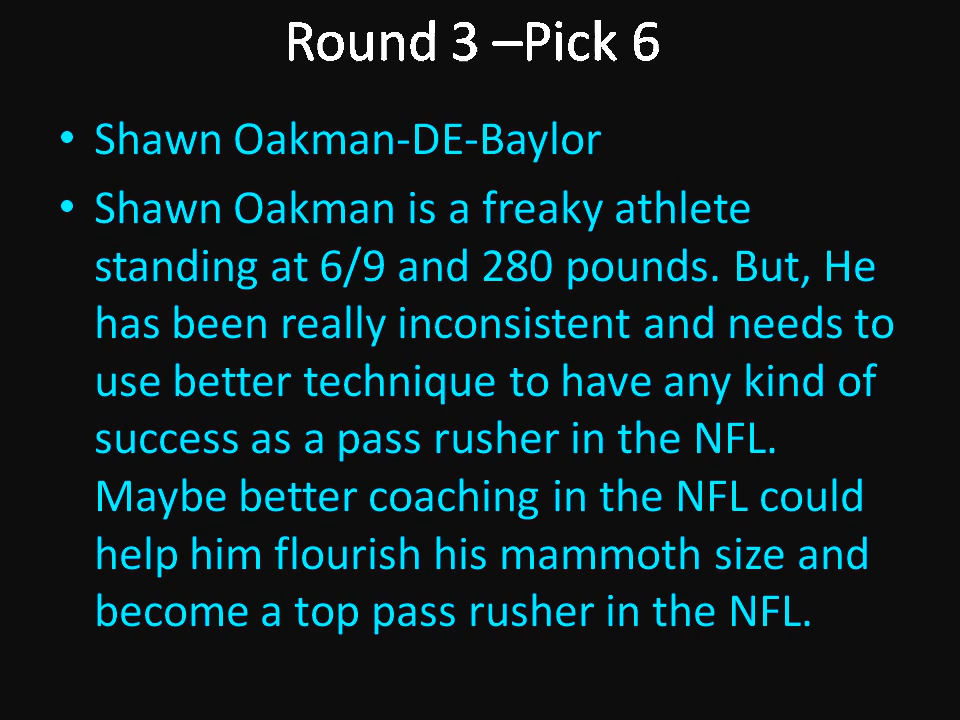 Round 3 –Pick 6
• Shawn Oakman-DE-Baylor
• Shawn Oakman is a freaky athlete
standing at 6/9 and 280 pounds. But, He
has been really inconsistent and needs to
use better technique to have any kind of
success as a pass rusher in the NFL.
Maybe better coaching in the NFL could
help him flourish his mammoth size and
become a top pass rusher in the NFL.